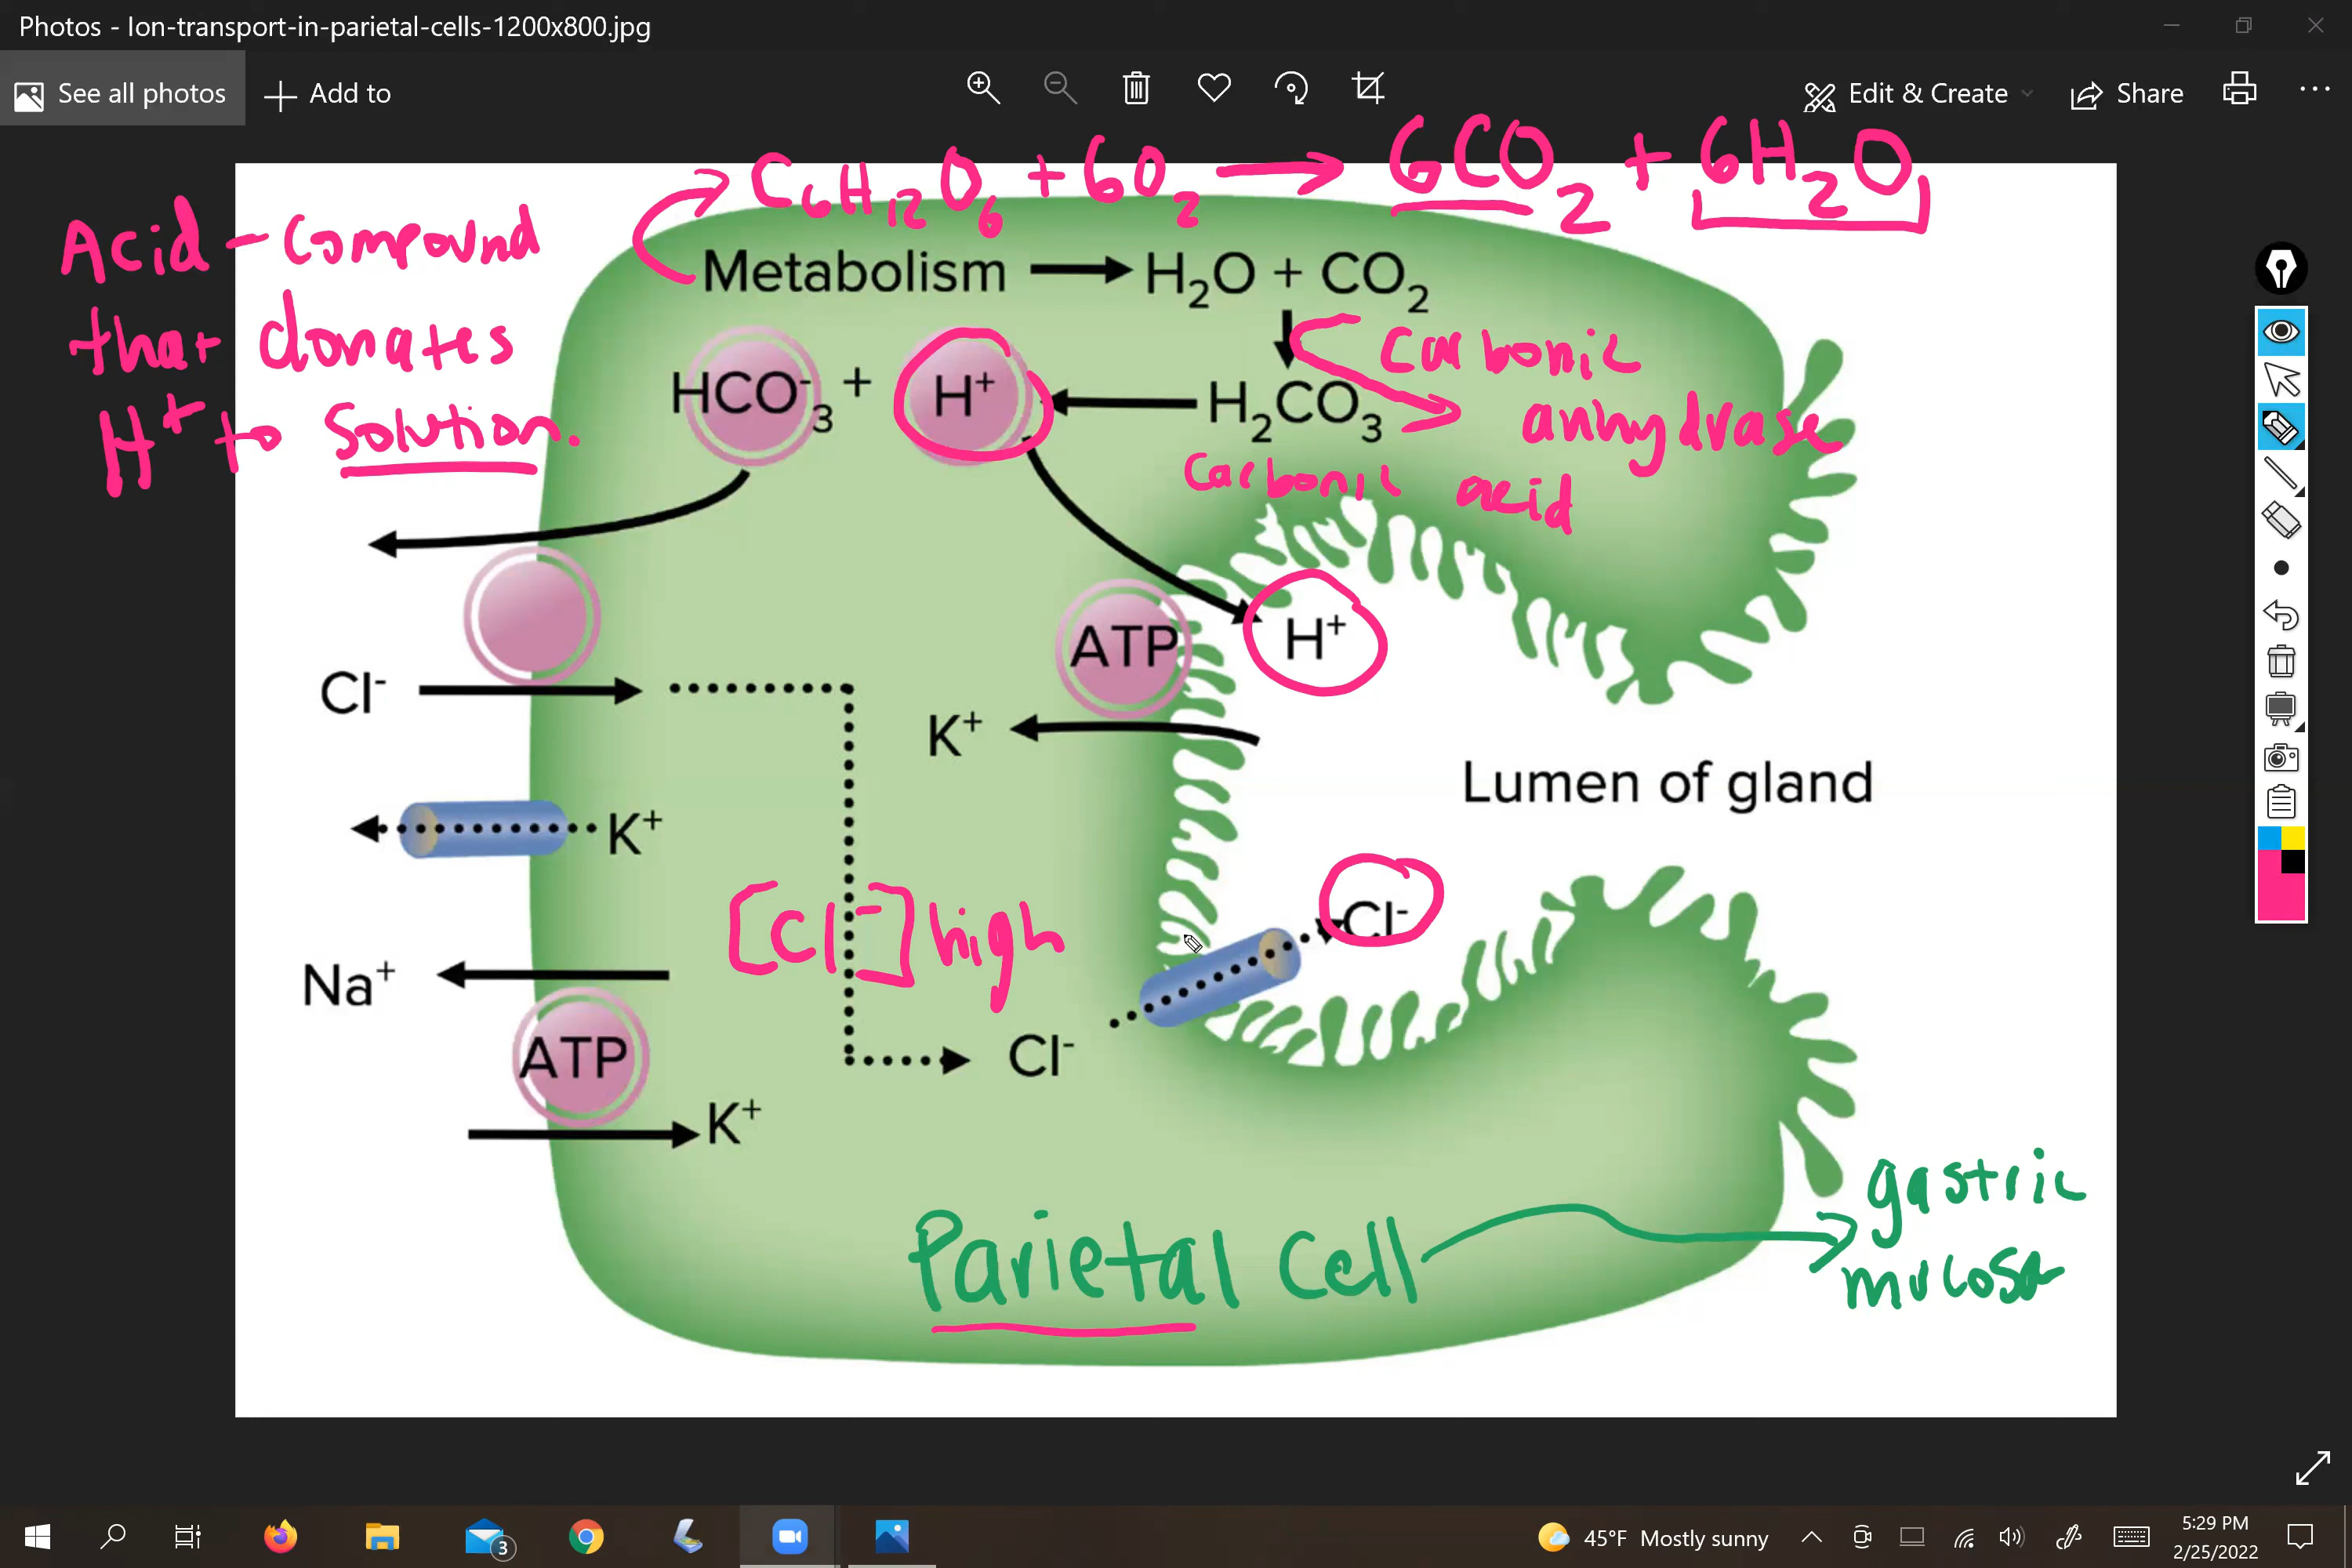 Photos - Ion-transport-in-parietal-cells-1200x800.jpg
See all photos
Add to
Edit & Create
Share
C₆H₁₂O₆ + 6O₂ → 6CO₂ + 6H₂O
Acid - compound
that donates
H⁺ to solution.
Metabolism → H₂O + CO₂
Carbonic
anhydrase
HCO₃⁻ + H⁺ ← H₂CO₃
Carbonic acid
ATP
H⁺
Cl⁻
K⁺
Lumen of gland
K⁺
[Cl⁻] high
Cl⁻
Na⁺
ATP
Cl⁻
K⁺
Parietal Cell → gastric
mucosa
3
45°F Mostly sunny
5:29 PM
2/25/2022